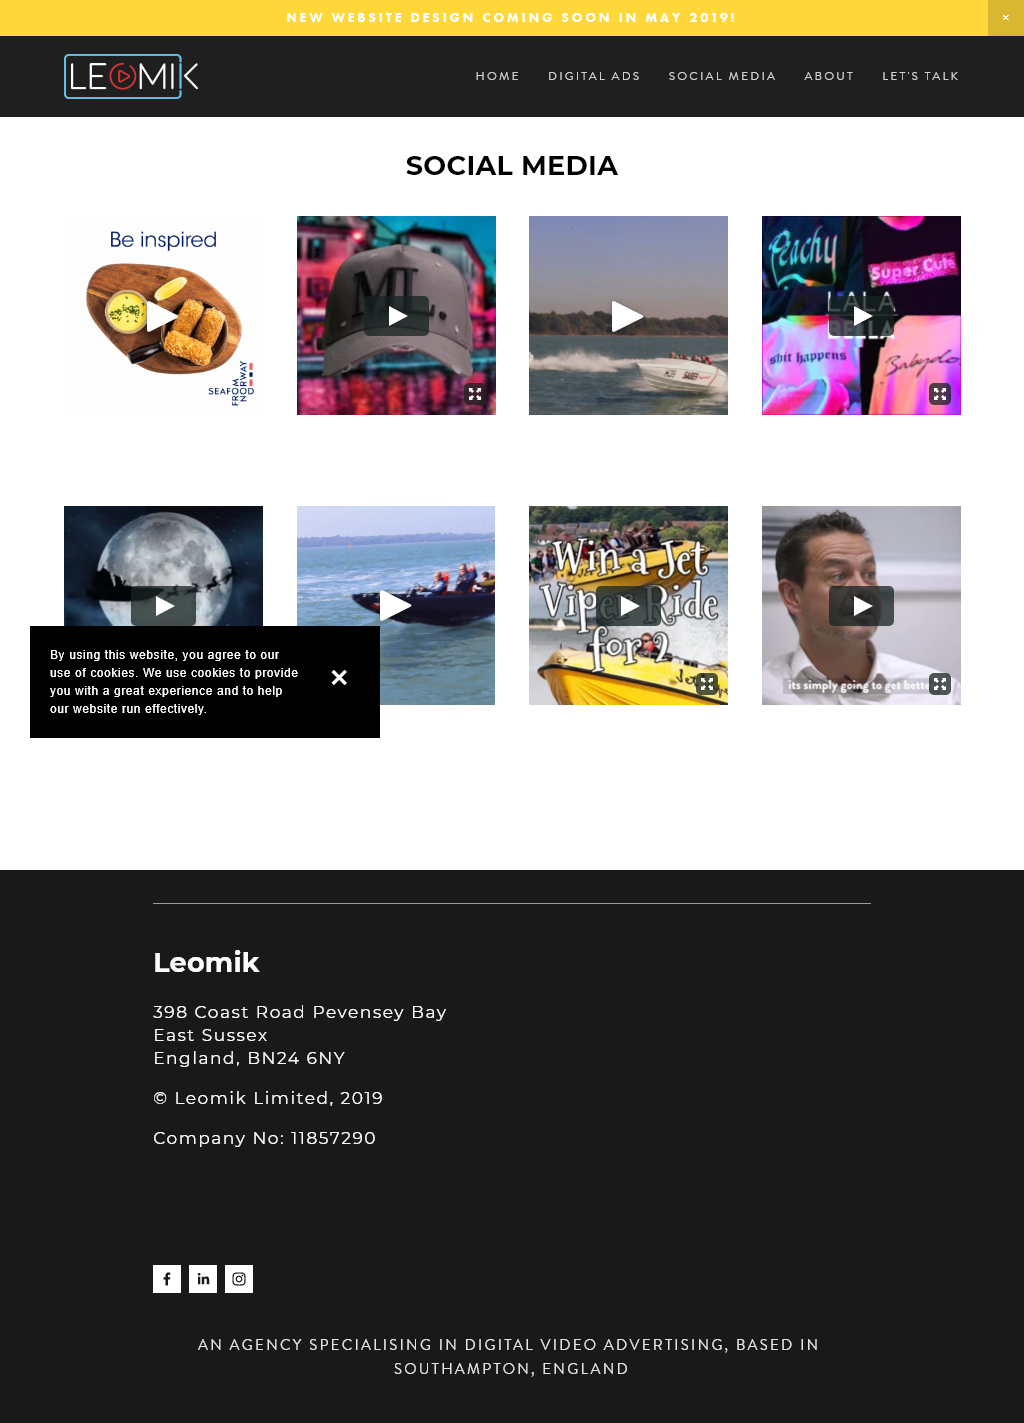 NEW WEBSITE DESIGN COMING SOON IN MAY 2019!
LEOMIK
HOME DIGITAL ADS SOCIAL MEDIA ABOUT LET'S TALK
SOCIAL MEDIA
Be inspired
SEAFOOD
FROM
NORWAY
ML.
Peachy
Super Cute
LALA
BELLA
shit happens
Babydo
Win a Jet
Viper Ride
for 2
its simply going to get bette
By using this website, you agree to our
use of cookies. We use cookies to provide
you with a great experience and to help
our website run effectively.
Leomik
398 Coast Road Pevensey Bay
East Sussex
England, BN24 6NY
© Leomik Limited, 2019
Company No: 11857290
AN AGENCY SPECIALISING IN DIGITAL VIDEO ADVERTISING, BASED IN
SOUTHAMPTON, ENGLAND